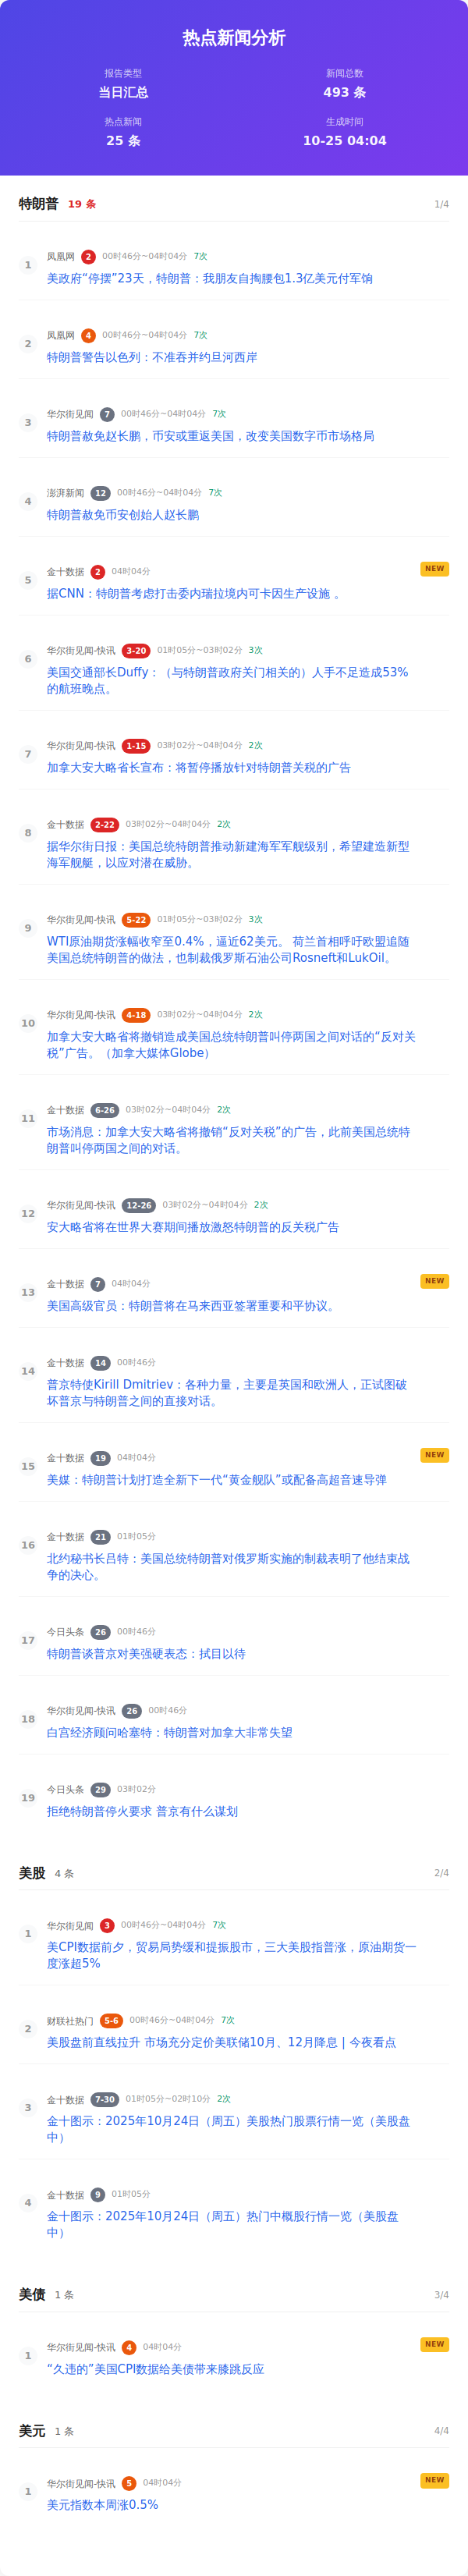 热点新闻分析
报告类型
当日汇总
新闻总数
493 条
热点新闻
25 条
生成时间
10-25 04:04
特朗普 19 条 1/4
1
凤凰网 2 00时46分~04时04分 7次
美政府“停摆”23天，特朗普：我朋友自掏腰包1.3亿美元付军饷
2
凤凰网 4 00时46分~04时04分 7次
特朗普警告以色列：不准吞并约旦河西岸
3
华尔街见闻 7 00时46分~04时04分 7次
特朗普赦免赵长鹏，币安或重返美国，改变美国数字币市场格局
4
澎湃新闻 12 00时46分~04时04分 7次
特朗普赦免币安创始人赵长鹏
5
金十数据 2 04时04分 NEW
据CNN：特朗普考虑打击委内瑞拉境内可卡因生产设施 。
6
华尔街见闻-快讯 3-20 01时05分~03时02分 3次
美国交通部长Duffy：（与特朗普政府关门相关的）人手不足造成53%
的航班晚点。
7
华尔街见闻-快讯 1-15 03时02分~04时04分 2次
加拿大安大略省长宣布：将暂停播放针对特朗普关税的广告
8
金十数据 2-22 03时02分~04时04分 2次
据华尔街日报：美国总统特朗普推动新建海军军舰级别，希望建造新型
海军舰艇，以应对潜在威胁。
9
华尔街见闻-快讯 5-22 01时05分~03时02分 3次
WTI原油期货涨幅收窄至0.4%，逼近62美元。 荷兰首相呼吁欧盟追随
美国总统特朗普的做法，也制裁俄罗斯石油公司Rosneft和LukOil。
10
华尔街见闻-快讯 4-18 03时02分~04时04分 2次
加拿大安大略省将撤销造成美国总统特朗普叫停两国之间对话的“反对关
税”广告。（加拿大媒体Globe）
11
金十数据 6-26 03时02分~04时04分 2次
市场消息：加拿大安大略省将撤销“反对关税”的广告，此前美国总统特
朗普叫停两国之间的对话。
12
华尔街见闻-快讯 12-26 03时02分~04时04分 2次
安大略省将在世界大赛期间播放激怒特朗普的反关税广告
13
金十数据 7 04时04分 NEW
美国高级官员：特朗普将在马来西亚签署重要和平协议。
14
金十数据 14 00时46分
普京特使Kirill Dmitriev：各种力量，主要是英国和欧洲人，正试图破
坏普京与特朗普之间的直接对话。
15
金十数据 19 04时04分 NEW
美媒：特朗普计划打造全新下一代“黄金舰队”或配备高超音速导弹
16
金十数据 21 01时05分
北约秘书长吕特：美国总统特朗普对俄罗斯实施的制裁表明了他结束战
争的决心。
17
今日头条 26 00时46分
特朗普谈普京对美强硬表态：拭目以待
18
华尔街见闻-快讯 26 00时46分
白宫经济顾问哈塞特：特朗普对加拿大非常失望
19
今日头条 29 03时02分
拒绝特朗普停火要求 普京有什么谋划
美股 4 条 2/4
1
华尔街见闻 3 00时46分~04时04分 7次
美CPI数据前夕，贸易局势缓和提振股市，三大美股指普涨，原油期货一
度涨超5%
2
财联社热门 5-6 00时46分~04时04分 7次
美股盘前直线拉升 市场充分定价美联储10月、12月降息 | 今夜看点
3
金十数据 7-30 01时05分~02时10分 2次
金十图示：2025年10月24日（周五）美股热门股票行情一览（美股盘
中）
4
金十数据 9 01时05分
金十图示：2025年10月24日（周五）热门中概股行情一览（美股盘
中）
美债 1 条 3/4
1
华尔街见闻-快讯 4 04时04分 NEW
“久违的”美国CPI数据给美债带来膝跳反应
美元 1 条 4/4
1
华尔街见闻-快讯 5 04时04分 NEW
美元指数本周涨0.5%